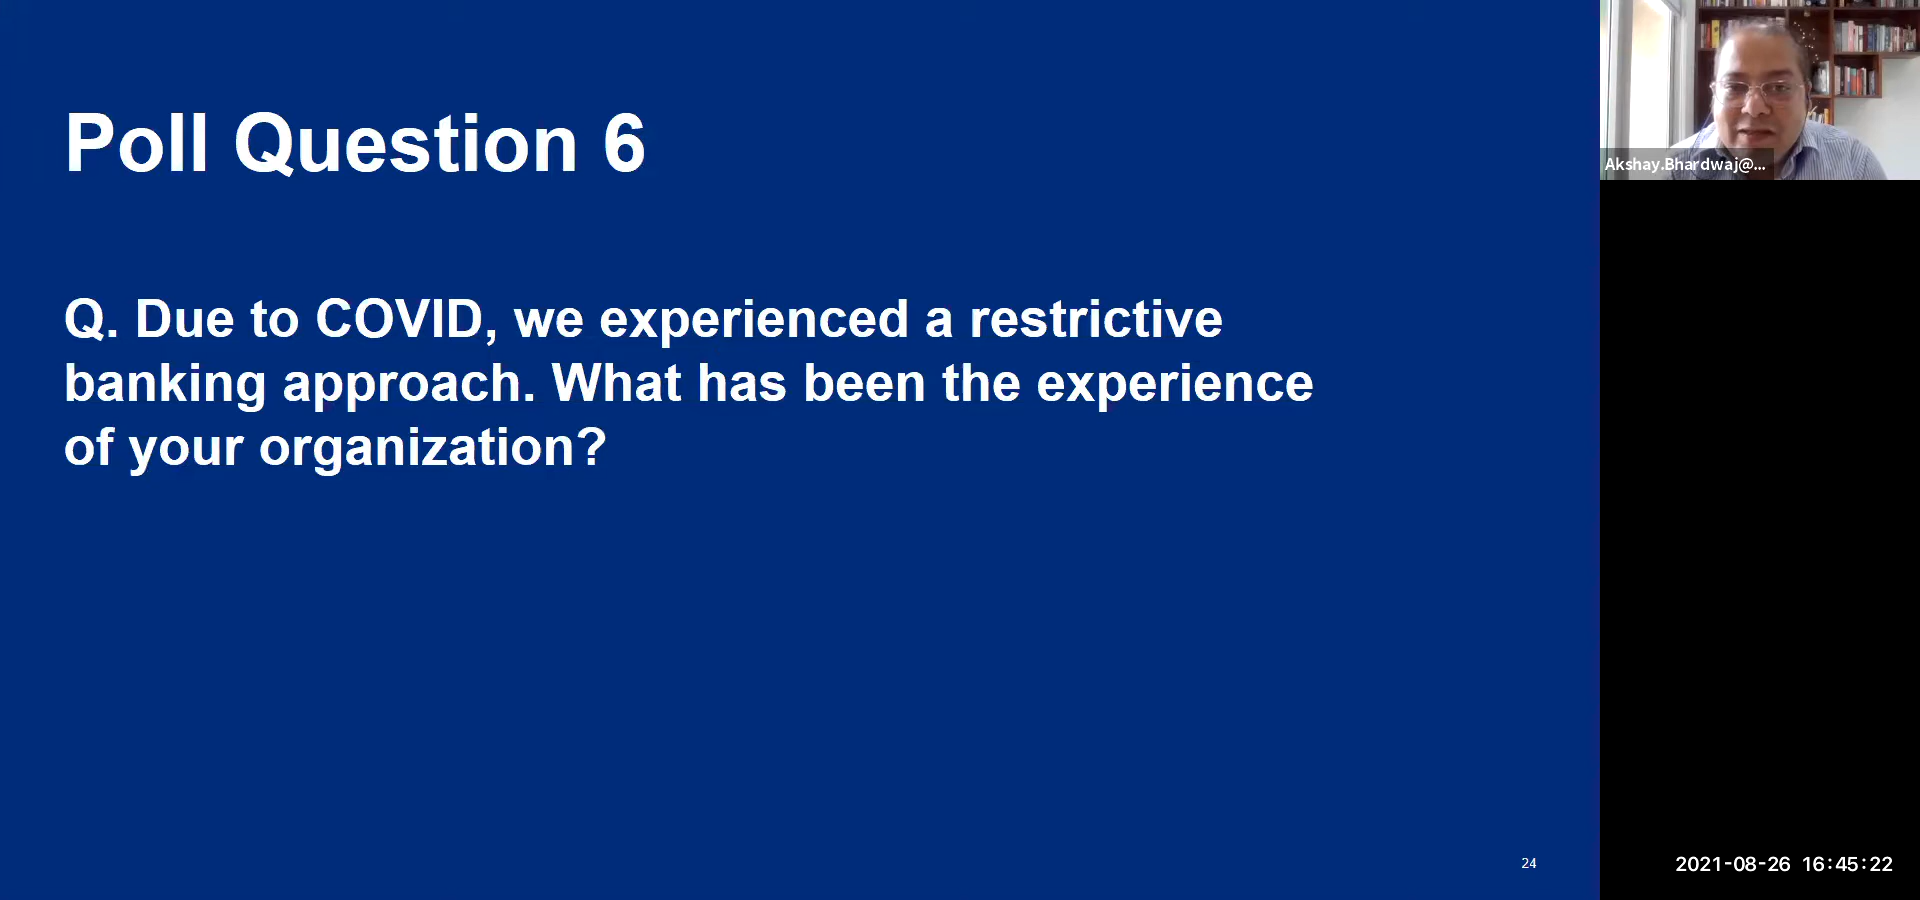 Poll Question 6
Q. Due to COVID, we experienced a restrictive
banking approach. What has been the experience
of your organization?
24
Akshay.Bhardwaj@...
2021-08-26 16:45:22